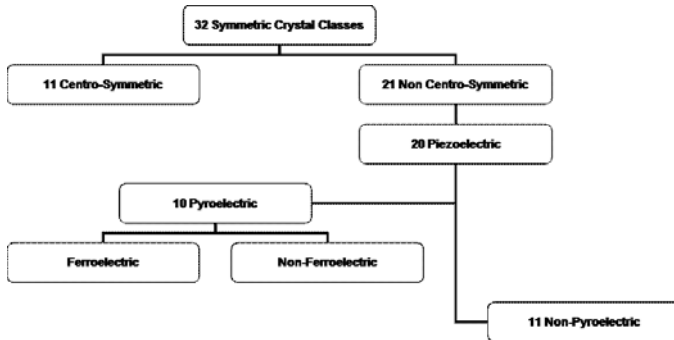 32 Symmetric Crystal Classes
11 Centro-Symmetric
21 Non Centro-Symmetric
20 Piezoelectric
10 Pyroelectric
Ferroelectric
Non-Ferroelectric
11 Non-Pyroelectric